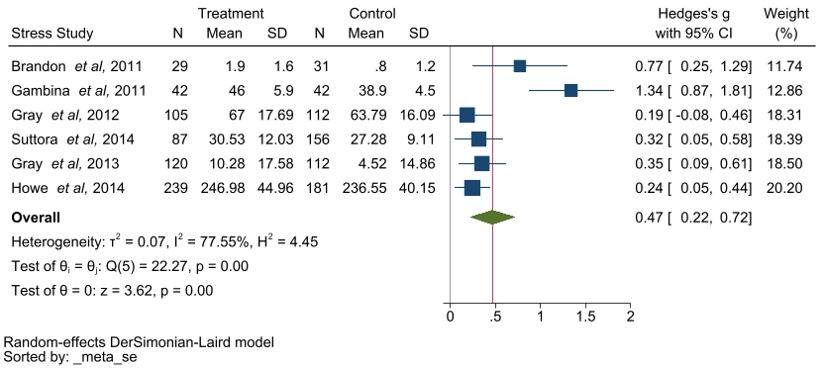 Treatment Control Hedges's g Weight
Stress Study N Mean SD N Mean SD with 95% CI (%)
Brandon et al, 2011 29 1.9 1.6 31 .8 1.2 0.77 [ 0.25, 1.29] 11.74
Gambina et al, 2011 42 46 5.9 42 38.9 4.5 1.34 [ 0.87, 1.81] 12.86
Gray et al, 2012 105 67 17.69 112 63.79 16.09 0.19 [ -0.08, 0.46] 18.31
Suttora et al, 2014 87 30.53 12.03 156 27.28 9.11 0.32 [ 0.05, 0.58] 18.39
Gray et al, 2013 120 10.28 17.58 112 4.52 14.86 0.35 [ 0.09, 0.61] 18.50
Howe et al, 2014 239 246.98 44.96 181 236.55 40.15 0.24 [ 0.05, 0.44] 20.20
Overall 0.47 [ 0.22, 0.72]
Heterogeneity: τ² = 0.07, I² = 77.55%, H² = 4.45
Test of θᵢ = θⱼ: Q(5) = 22.27, p = 0.00
Test of θ = 0: z = 3.62, p = 0.00
0 .5 1 1.5 2
Random-effects DerSimonian-Laird model
Sorted by: _meta_se